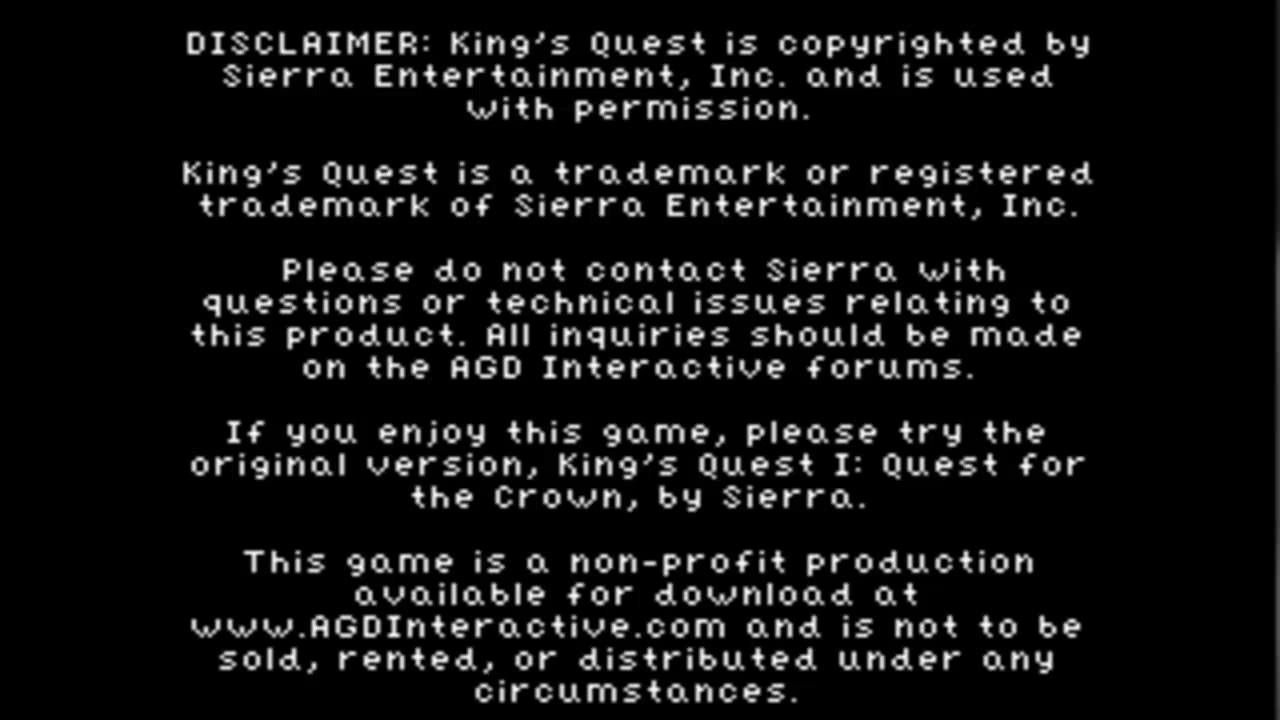 DISCLAIMER: King's Quest is copyrighted by
Sierra Entertainment, Inc. and is used
with permission.
King's Quest is a trademark or registered
trademark of Sierra Entertainment, Inc.
Please do not contact Sierra with
questions or technical issues relating to
this product. All inquiries should be made
on the AGD Interactive forums.
If you enjoy this game, please try the
original version, King's Quest I: Quest for
the Crown, by Sierra.
This game is a non-profit production
available for download at
www.AGDInteractive.com and is not to be
sold, rented, or distributed under any
circumstances.